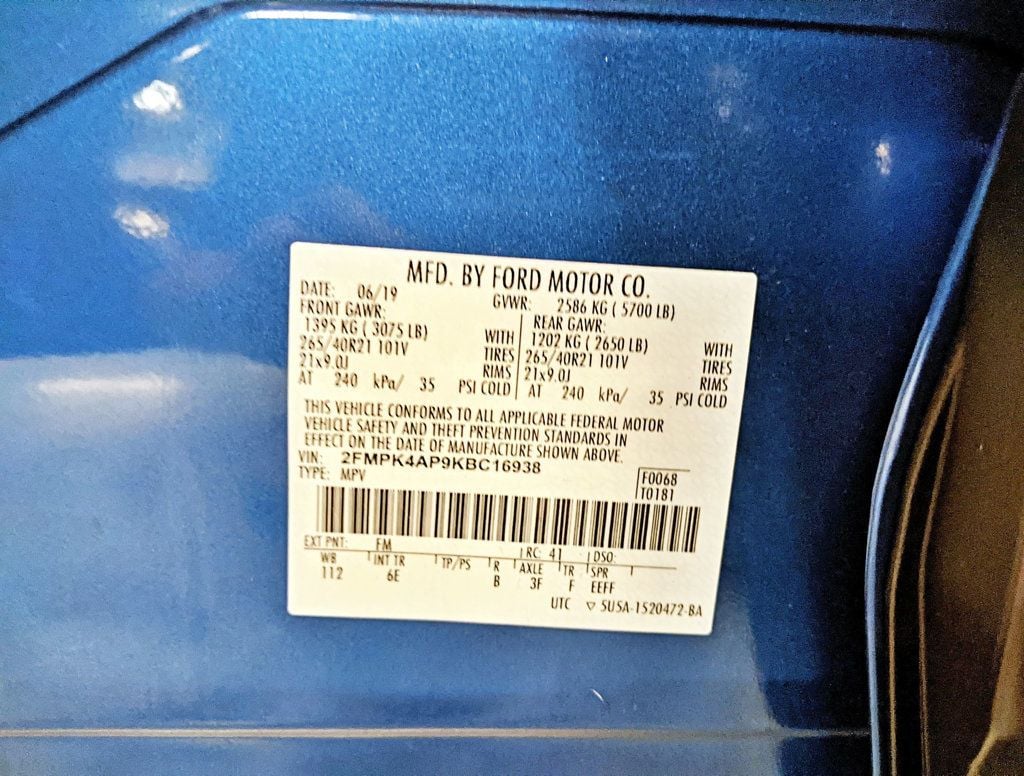 MFD. BY FORD MOTOR CO.
DATE: 06/19 GVWR: 2586 KG ( 5700 LB)
FRONT GAWR: REAR GAWR:
1395 KG ( 3075 LB) WITH 1202 KG ( 2650 LB) WITH
265/40R21 101V TIRES 265/40R21 101V TIRES
21x9.0J RIMS 21x9.0J RIMS
AT 240 kPa/ 35 PSI COLD AT 240 kPa/ 35 PSI COLD
THIS VEHICLE CONFORMS TO ALL APPLICABLE FEDERAL MOTOR
VEHICLE SAFETY AND THEFT PREVENTION STANDARDS IN
EFFECT ON THE DATE OF MANUFACTURE SHOWN ABOVE.
VIN: 2FMPK4AP9KBC16938
TYPE: MPV F0068
T0181
EXT PNT: FM RC: 41 DSO:
WB INT TR TP/PS R AXLE TR SPR
112 6E B 3F F EEFF
UTC ▽ 5U5A-1520472-BA